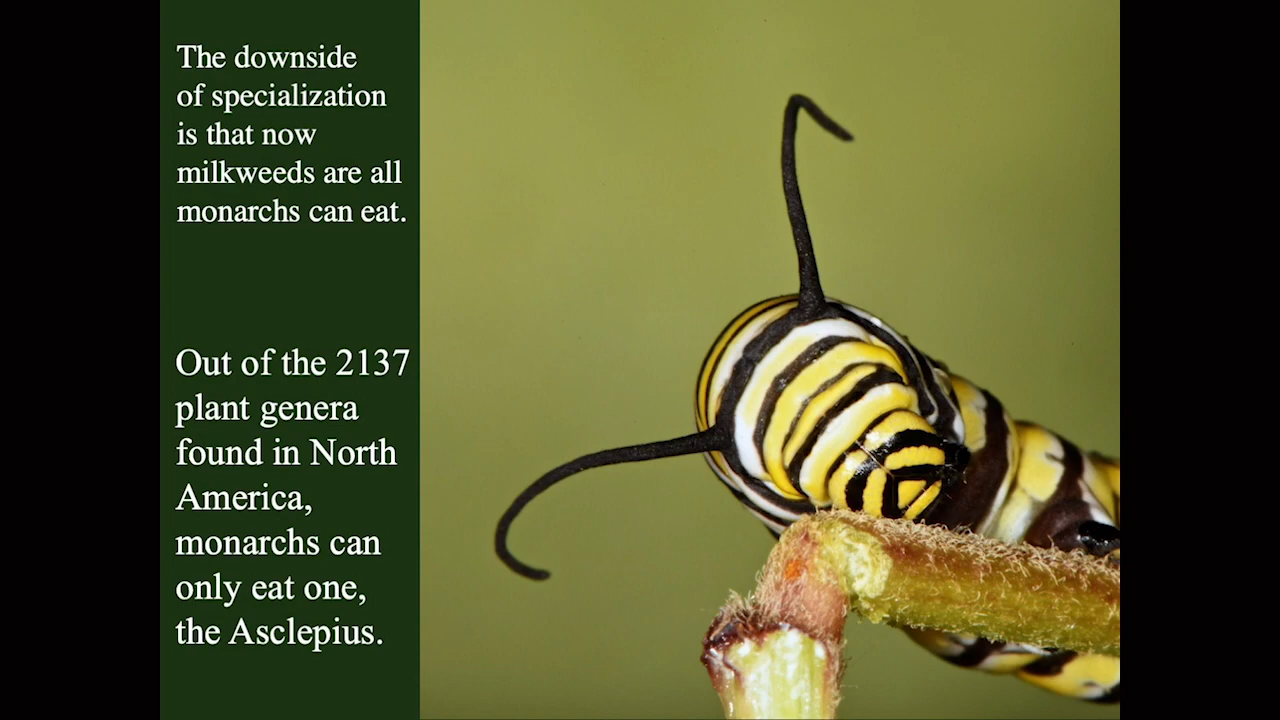 The downside
of specialization
is that now
milkweeds are all
monarchs can eat.
Out of the 2137
plant genera
found in North
America,
monarchs can
only eat one,
the Asclepius.